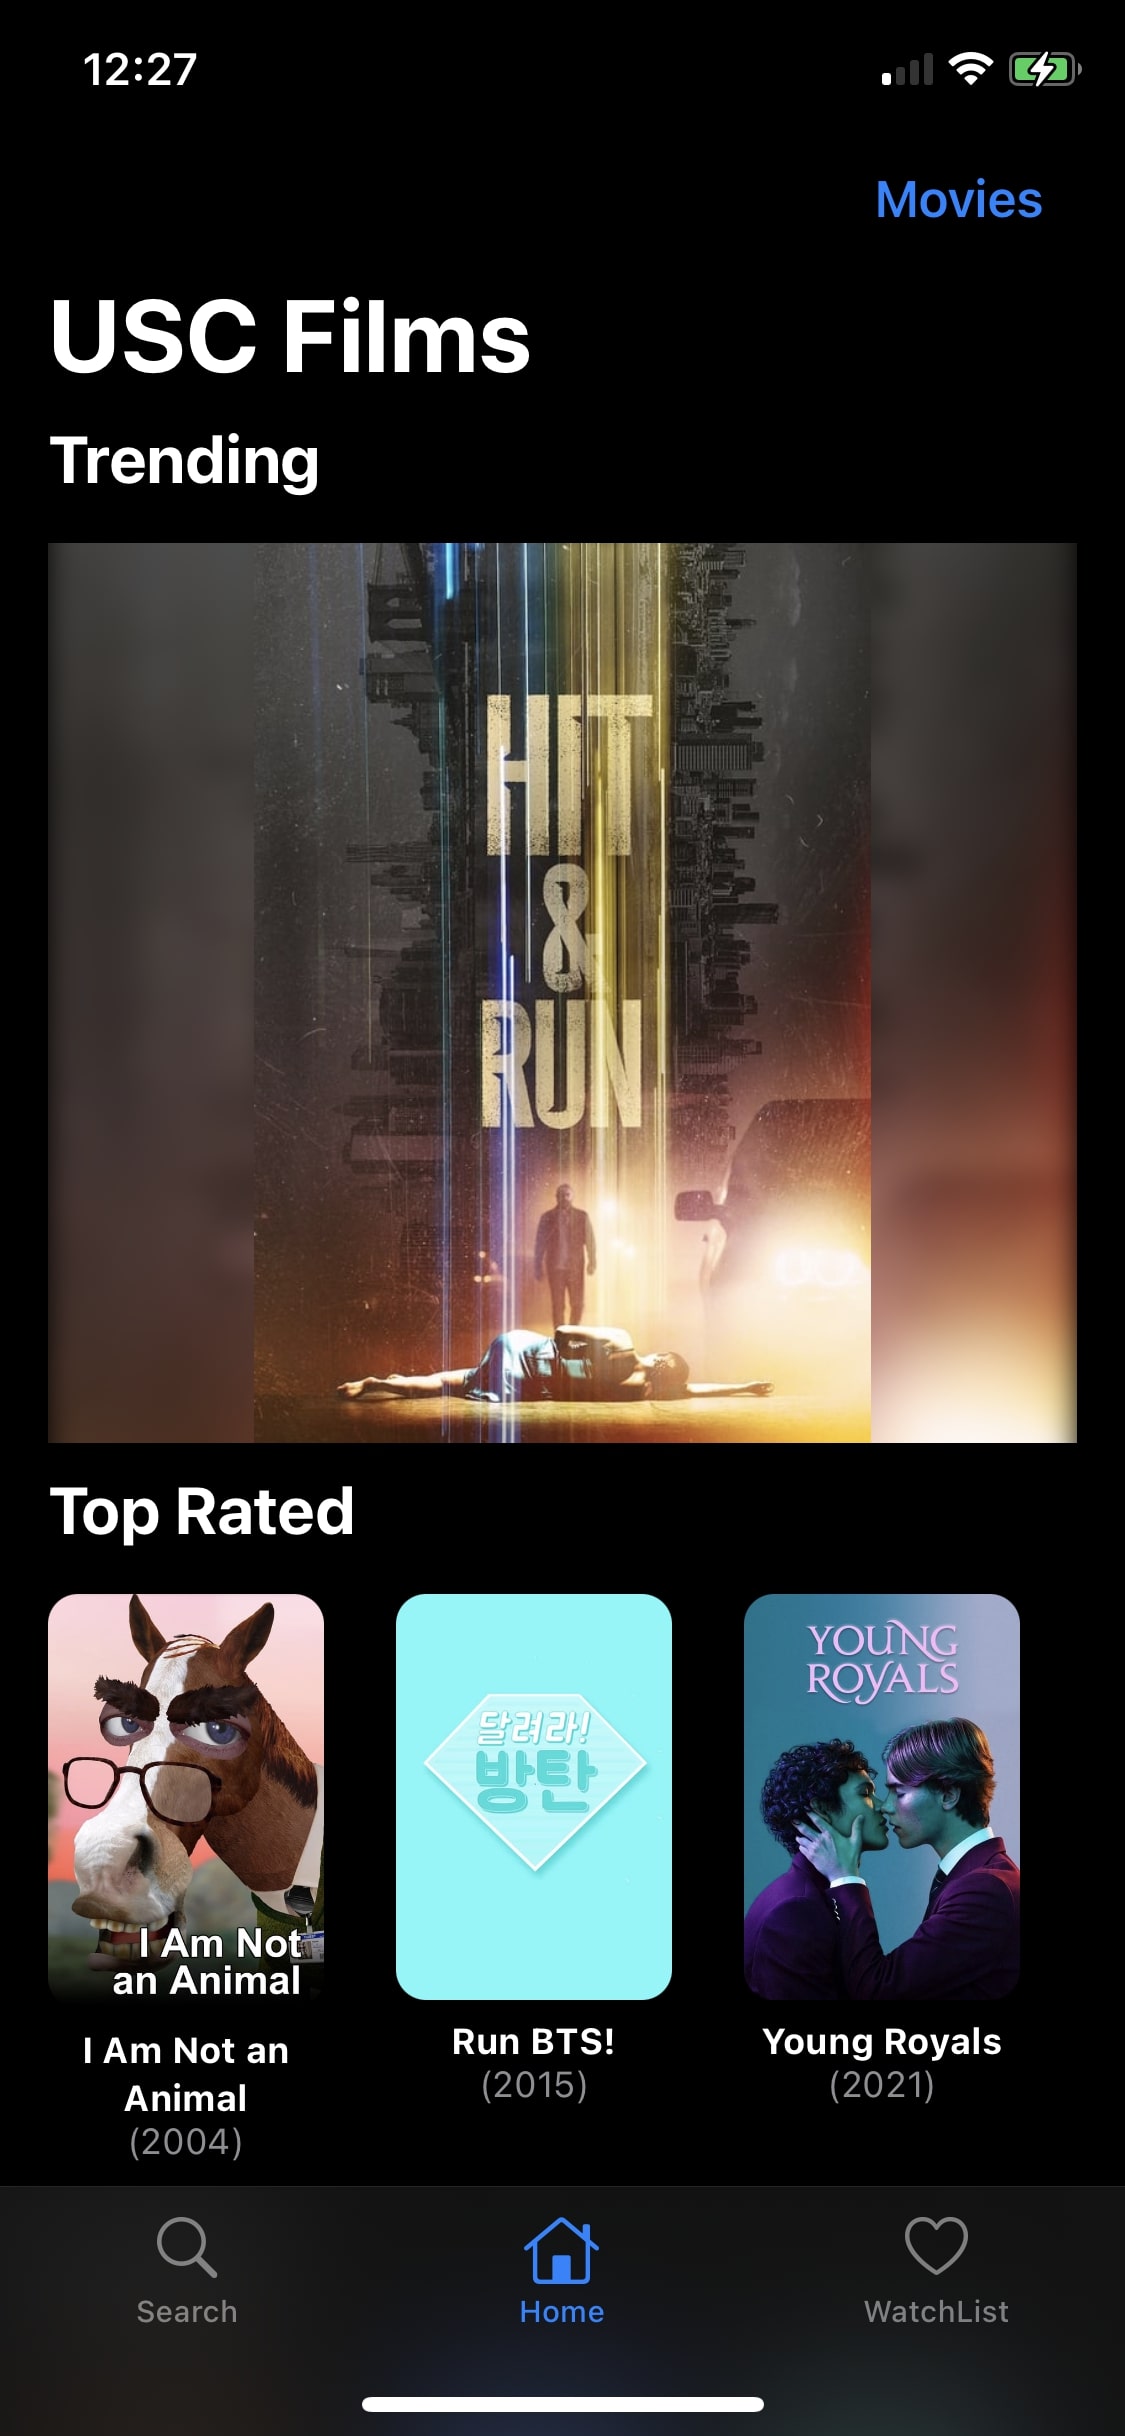 12:27
Movies
USC Films
Trending
HIT
&
RUN
Top Rated
I Am Not
an Animal
달려라!
방탄
YOUNG
ROYALS
I Am Not an
Animal
(2004)
Run BTS!
(2015)
Young Royals
(2021)
Search
Home
WatchList